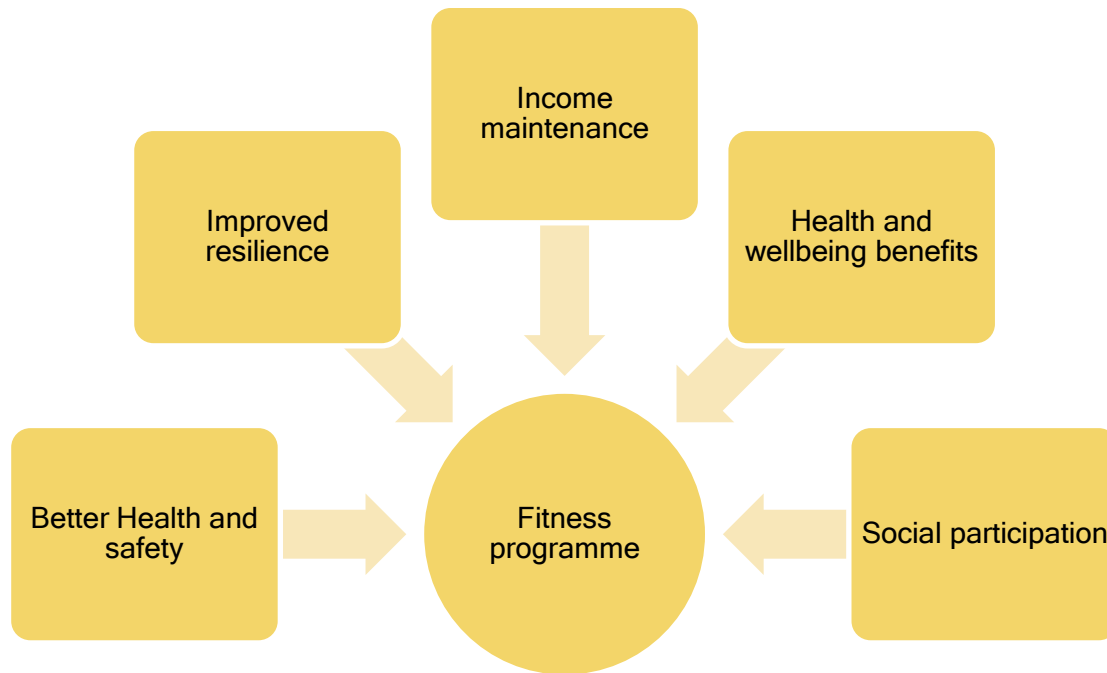 Income
maintenance
Improved
resilience
Health and
wellbeing benefits
Better Health and
safety
Fitness
programme
Social participation